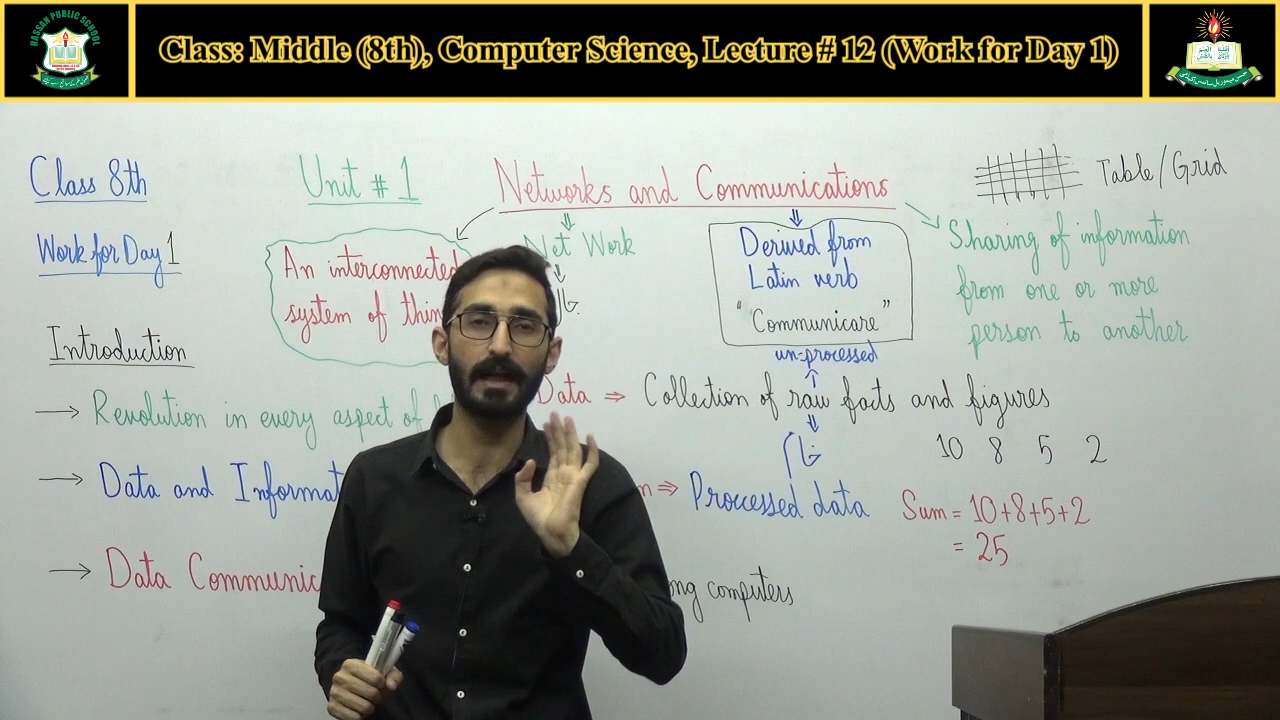 HASSAN PUBLIC SCHOOL
Class: Middle (8th), Computer Science, Lecture # 12 (Work for Day 1)
Class 8th
Unit # 1
Networks and Communications
Table/Grid
Work for Day 1
An interconnected
system of thin
Net Work
Derived from
Latin verb
"Communicare"
Sharing of information
from one or more
person to another
Introduction
un-processed
→ Revolution in every aspect of
Data ⇒ Collection of raw facts and figures
10 8 5 2
→ Data and Informat
⇒ Processed data
Sum = 10+8+5+2
= 25
→ Data Communic
ng computers